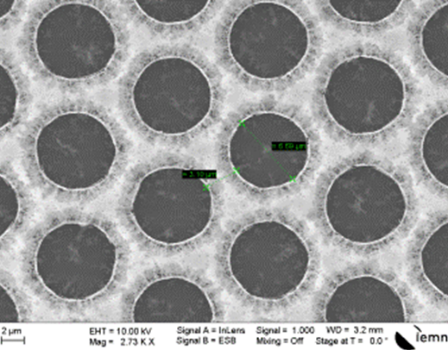 2 µm
EHT = 10.00 kV
Mag = 2.73 K X
Signal A = InLens
Signal B = ESB
Signal = 1.000
Mixing = Off
WD = 3.2 mm
Stage at T = 0.0 °